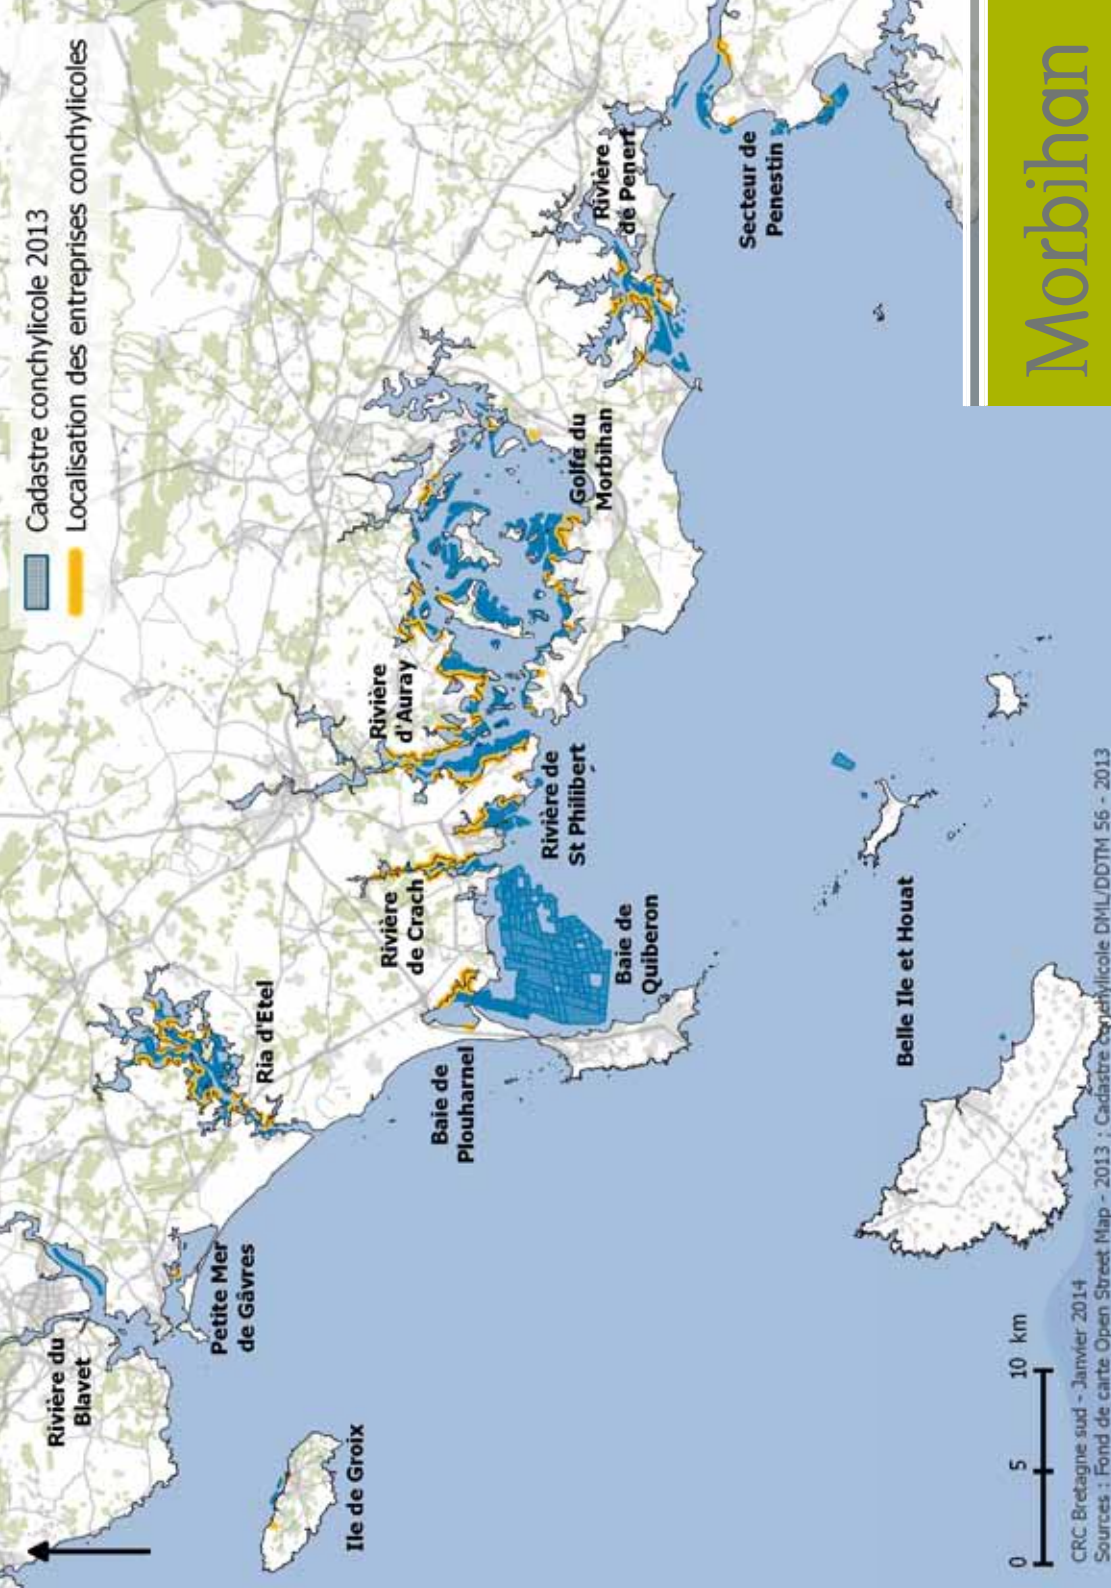 Cadastre conchylicole 2013
Localisation des entreprises conchylicoles
Rivière du
Blavet
Petite Mer
de Gâvres
Ile de Groix
Ria d'Etel
Baie de
Plouharnel
Rivière
de Crach
Baie de
Quiberon
Rivière de
St Philibert
Rivière
d'Auray
Golfe du
Morbihan
Rivière
de Penerf
Secteur de
Penestin
Belle Ile et Houat
0 5 10 km
CRC Bretagne sud - Janvier 2014
Sources : Fond de carte Open Street Map - 2013 : Cadastre conchylicole DML/DDTM 56 - 2013
Morbihan